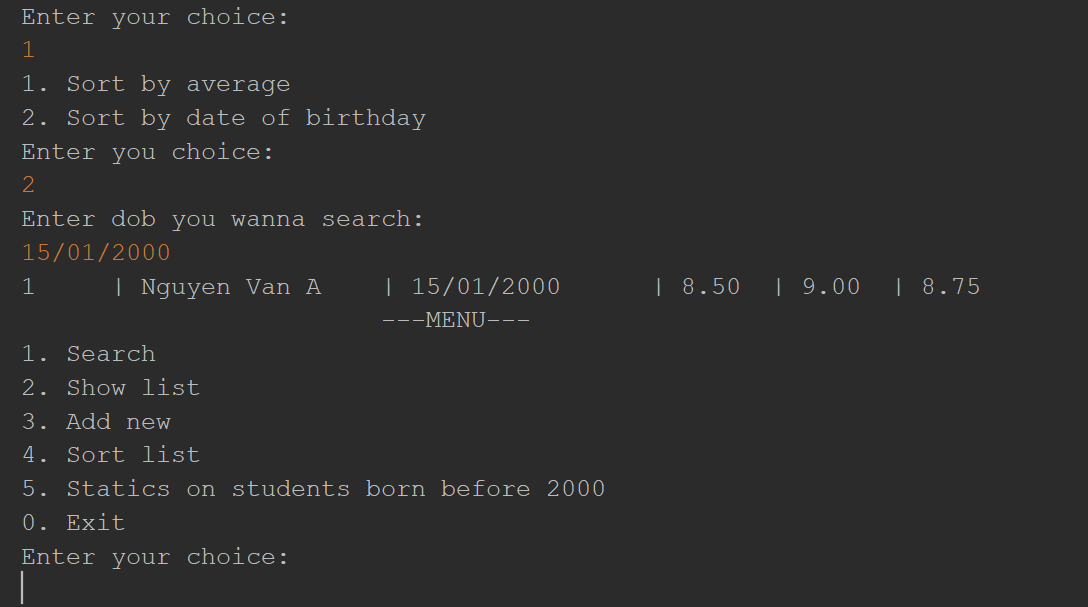 Enter your choice:
1
1. Sort by average
2. Sort by date of birthday
Enter you choice:
2
Enter dob you wanna search:
15/01/2000
1     | Nguyen Van A    | 15/01/2000      | 8.50  | 9.00  | 8.75
---MENU---
1. Search
2. Show list
3. Add new
4. Sort list
5. Statics on students born before 2000
0. Exit
Enter your choice: